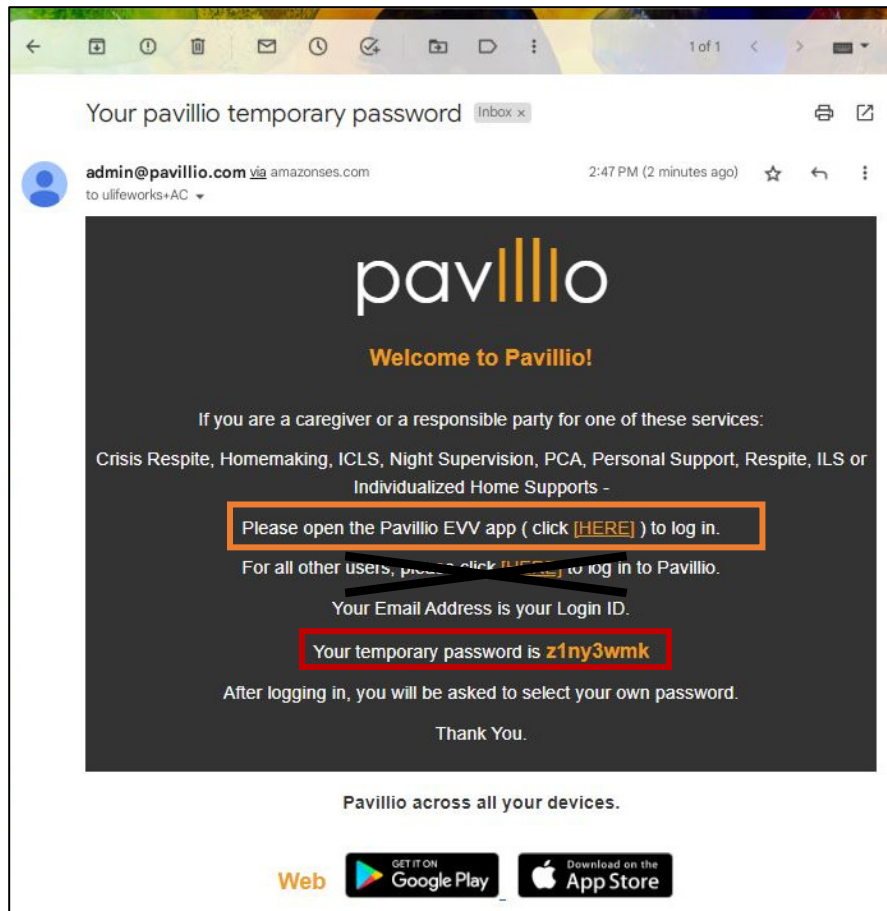 1 of 1
Your pavillio temporary password Inbox x
admin@pavillio.com via amazonses.com 2:47 PM (2 minutes ago)
to ulifeworks+AC
pavillio
Welcome to Pavillio!
If you are a caregiver or a responsible party for one of these services:
Crisis Respite, Homemaking, ICLS, Night Supervision, PCA, Personal Support, Respite, ILS or
Individualized Home Supports -
Please open the Pavillio EVV app ( click [HERE] ) to log in.
For all other users, please click [HERE] to log in to Pavillio.
Your Email Address is your Login ID.
Your temporary password is z1ny3wmk
After logging in, you will be asked to select your own password.
Thank You.
Pavillio across all your devices.
Web GET IT ON Google Play Download on the App Store